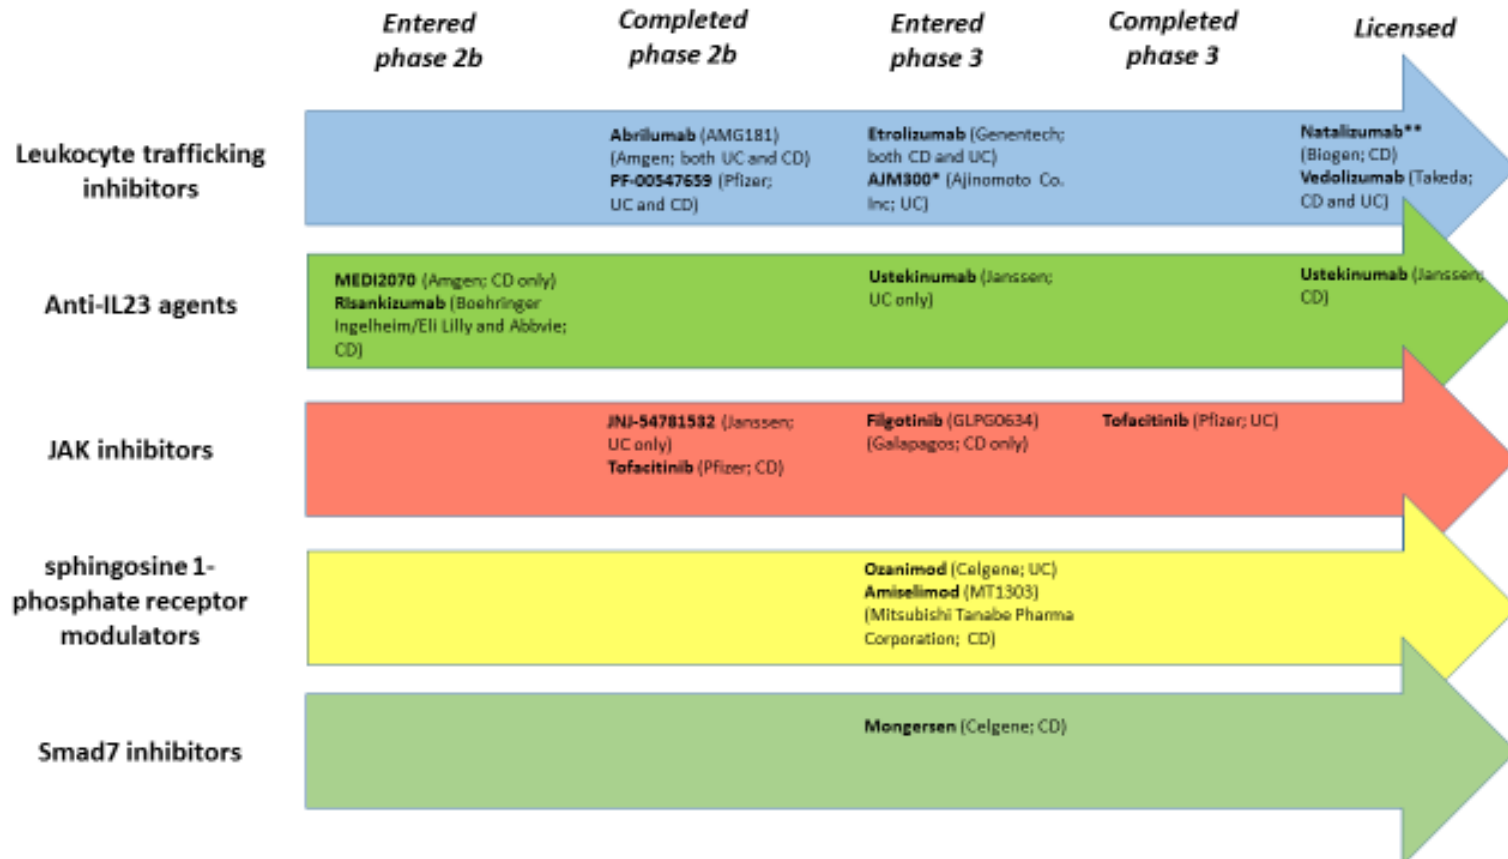 Entered
phase 2b
Completed
phase 2b
Entered
phase 3
Completed
phase 3
Licensed
Leukocyte trafficking
inhibitors
Abrilumab (AMG181)
(Amgen; both UC and CD)
PF-00547659 (Pfizer;
UC and CD)
Etrolizumab (Genentech;
both CD and UC)
AJM300* (Ajinomoto Co.
Inc; UC)
Natalizumab**
(Biogen; CD)
Vedolizumab (Takeda;
CD and UC)
Anti-IL23 agents
MEDI2070 (Amgen; CD only)
RIsankizumab (Boehringer
Ingelheim/Eli Lilly and Abbvie;
CD)
Ustekinumab (Janssen;
UC only)
Ustekinumab (Janssen;
CD)
JAK inhibitors
JNJ-54781532 (Janssen;
UC only)
Tofacitinib (Pfizer; CD)
Filgotinib (GLPG0634)
(Galapagos; CD only)
Tofacitinib (Pfizer; UC)
sphingosine 1-
phosphate receptor
modulators
Ozanimod (Celgene; UC)
Amiselimod (MT1303)
(Mitsubishi Tanabe Pharma
Corporation; CD)
Smad7 inhibitors
Mongersen (Celgene; CD)